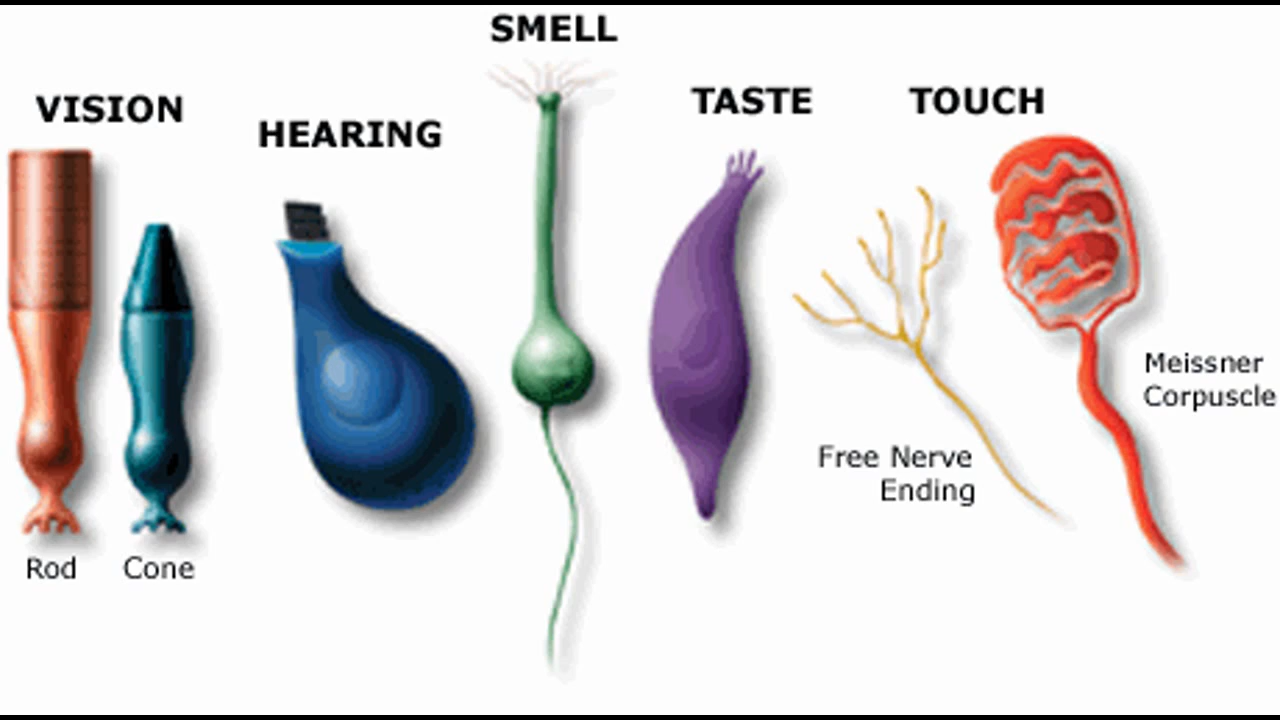 VISION
HEARING
SMELL
TASTE
TOUCH
Rod
Cone
Free Nerve
Ending
Meissner
Corpuscle